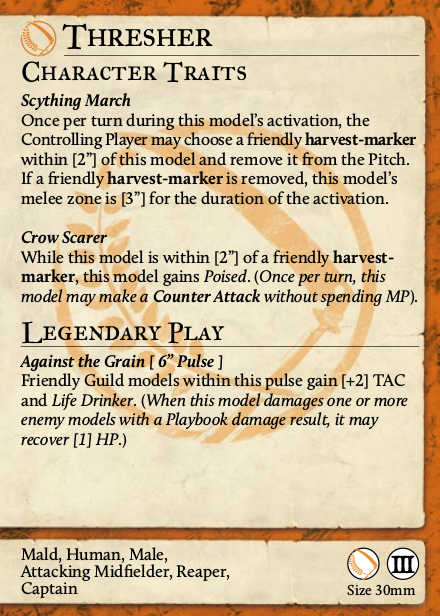 Thresher
Character Traits
Scything March
Once per turn during this model's activation, the
Controlling Player may choose a friendly harvest-marker
within [2”] of this model and remove it from the Pitch.
If a friendly harvest-marker is removed, this model's
melee zone is [3”] for the duration of the activation.
Crow Scarer
While this model is within [2”] of a friendly harvest-
marker, this model gains Poised. (Once per turn, this
model may make a Counter Attack without spending MP).
Legendary Play
Against the Grain [ 6” Pulse ]
Friendly Guild models within this pulse gain [+2] TAC
and Life Drinker. (When this model damages one or more
enemy models with a Playbook damage result, it may
recover [1] HP.)
Mald, Human, Male,
Attacking Midfielder, Reaper,
Captain
III
Size 30mm